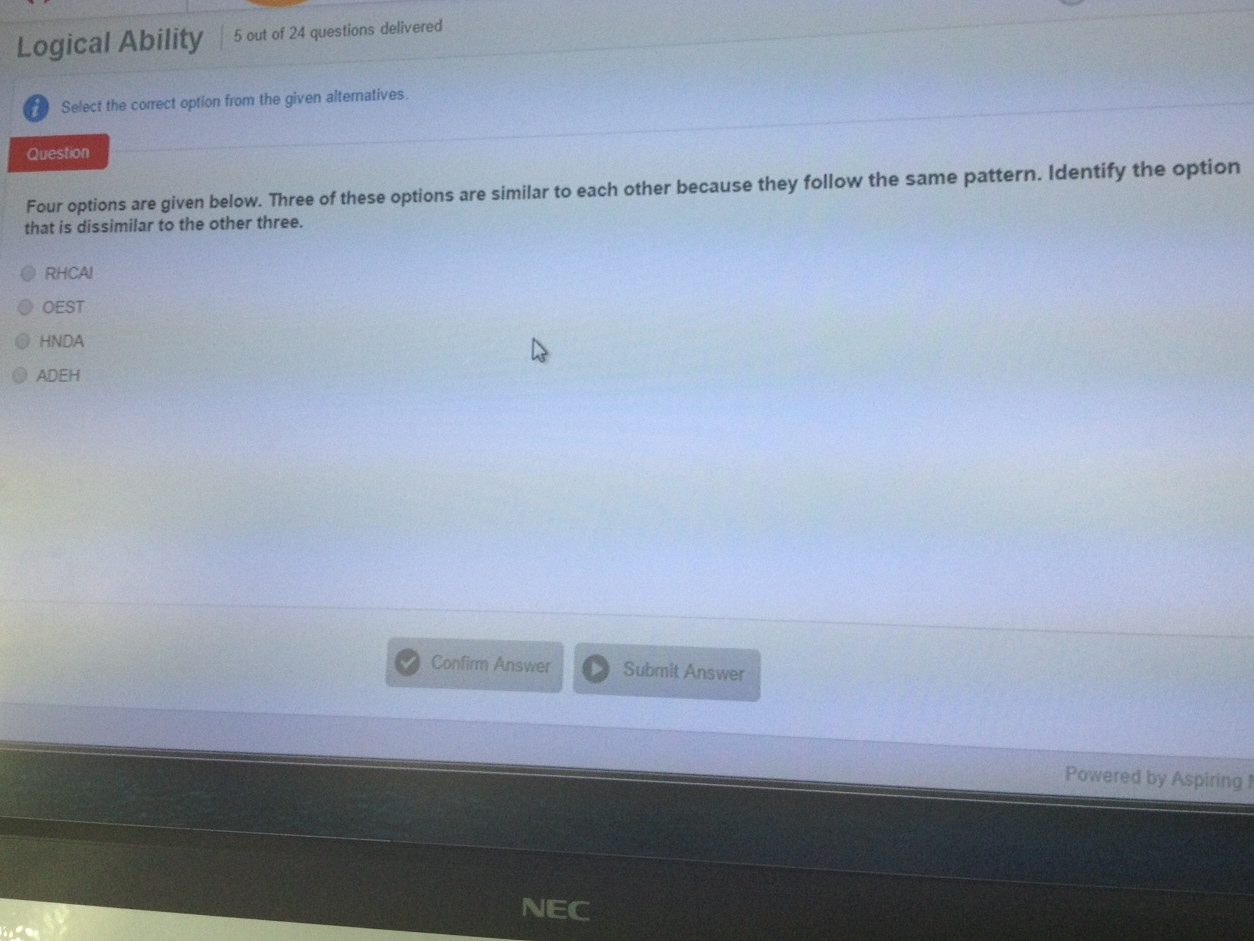 Logical Ability
5 out of 24 questions delivered
i
Select the correct option from the given alternatives.
Question
Four options are given below. Three of these options are similar to each other because they follow the same pattern. Identify the option
that is dissimilar to the other three.
RHCAI
OEST
HNDA
ADEH
Confirm Answer
Submit Answer
Powered by Aspiring
NEC